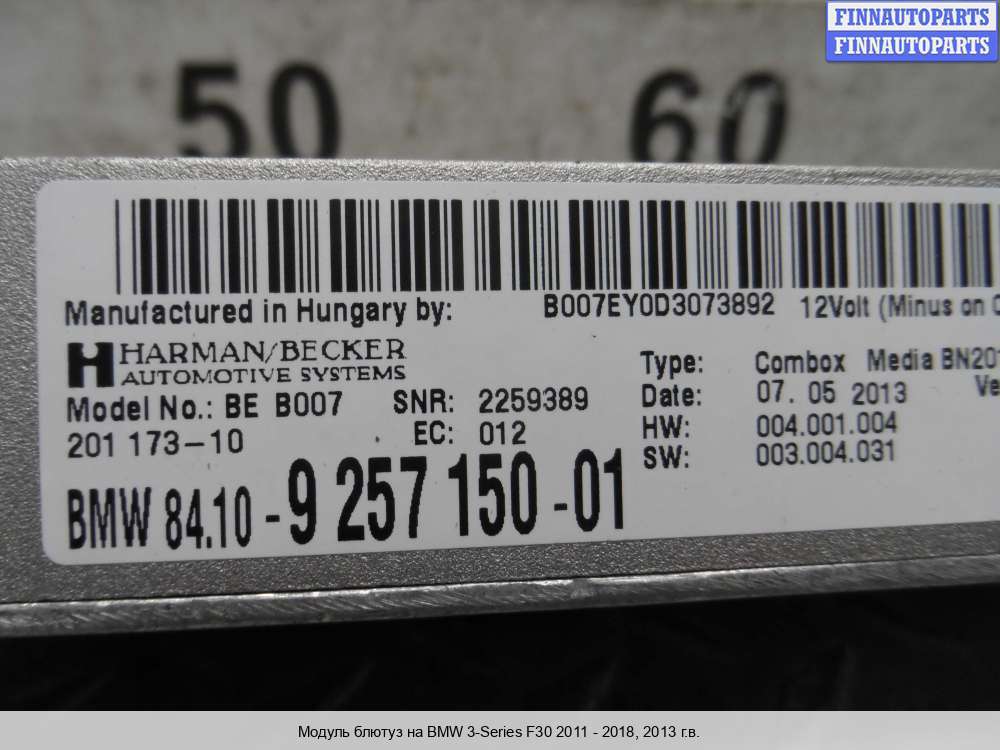 FINNAUTOPARTS
FINNAUTOPARTS
50 60
Manufactured in Hungary by: B007EY0D3073892 12Volt (Minus on
HARMAN/BECKER
AUTOMOTIVE SYSTEMS
Type: Combox Media BN201
Model No.: BE B007 SNR: 2259389 Date: 07. 05 2013
201 173-10 EC: 012 HW: 004.001.004
SW: 003.004.031
BMW 84.10 - 9 257 150 - 01
Модуль блютуз на BMW 3-Series F30 2011 - 2018, 2013 г.в.